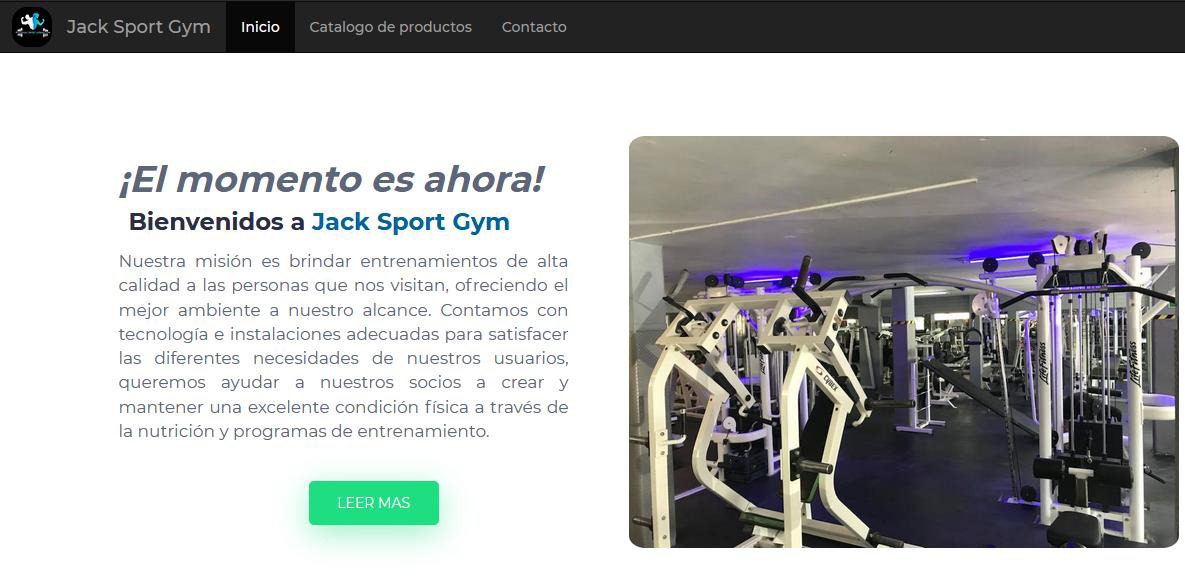 Jack Sport Gym
Inicio
Catalogo de productos
Contacto
¡El momento es ahora!
Bienvenidos a Jack Sport Gym
Nuestra misión es brindar entrenamientos de alta
calidad a las personas que nos visitan, ofreciendo el
mejor ambiente a nuestro alcance. Contamos con
tecnología e instalaciones adecuadas para satisfacer
las diferentes necesidades de nuestros usuarios,
queremos ayudar a nuestros socios a crear y
mantener una excelente condición física a través de
la nutrición y programas de entrenamiento.
LEER MAS
CYBEX
Life Fitness